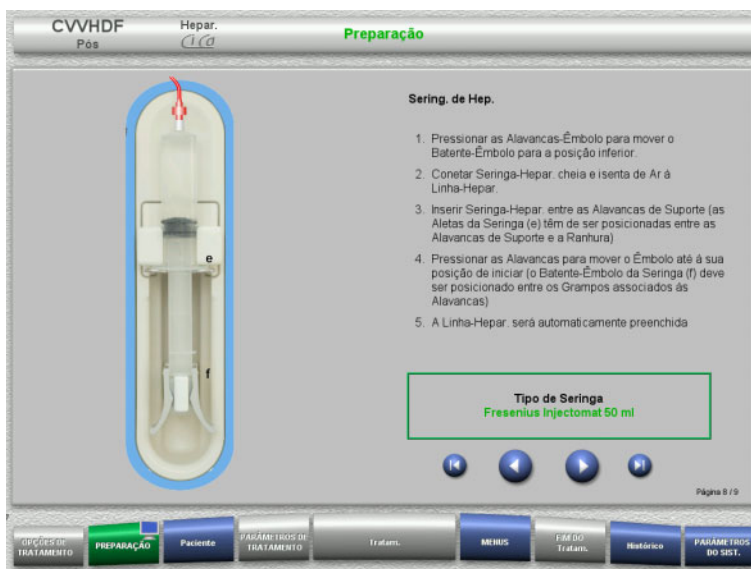 CVVHDF
Pós
Hepar.
Preparação
Sering. de Hep.
1. Pressionar as Alavancas-Êmbolo para mover o
Batente-Êmbolo para a posição inferior.
2. Conetar Seringa-Hepar. cheia e isenta de Ar á
Linha-Hepar.
3. Inserir Seringa-Hepar. entre as Alavancas de Suporte (as
Aletas da Seringa (e) têm de ser posicionadas entre as
Alavancas de Suporte e a Ranhura)
4. Pressionar as Alavancas para mover o Êmbolo até á sua
posição de iniciar (o Batente-Êmbolo da Seringa (f) deve
ser posicionado entre os Grampos associados ás
Alavancas)
5. A Linha-Hepar. será automaticamente preenchida
e
f
Tipo de Seringa
Fresenius Injectomat 50 ml
Página 8 / 9
OPÇÕES DE
TRATAMENTO
PREPARAÇÃO
Paciente
PARÂMETROS DE
TRATAMENTO
Tratam.
MENUS
FIM DO
Tratam.
Histórico
PARÂMETROS
DO SIST.